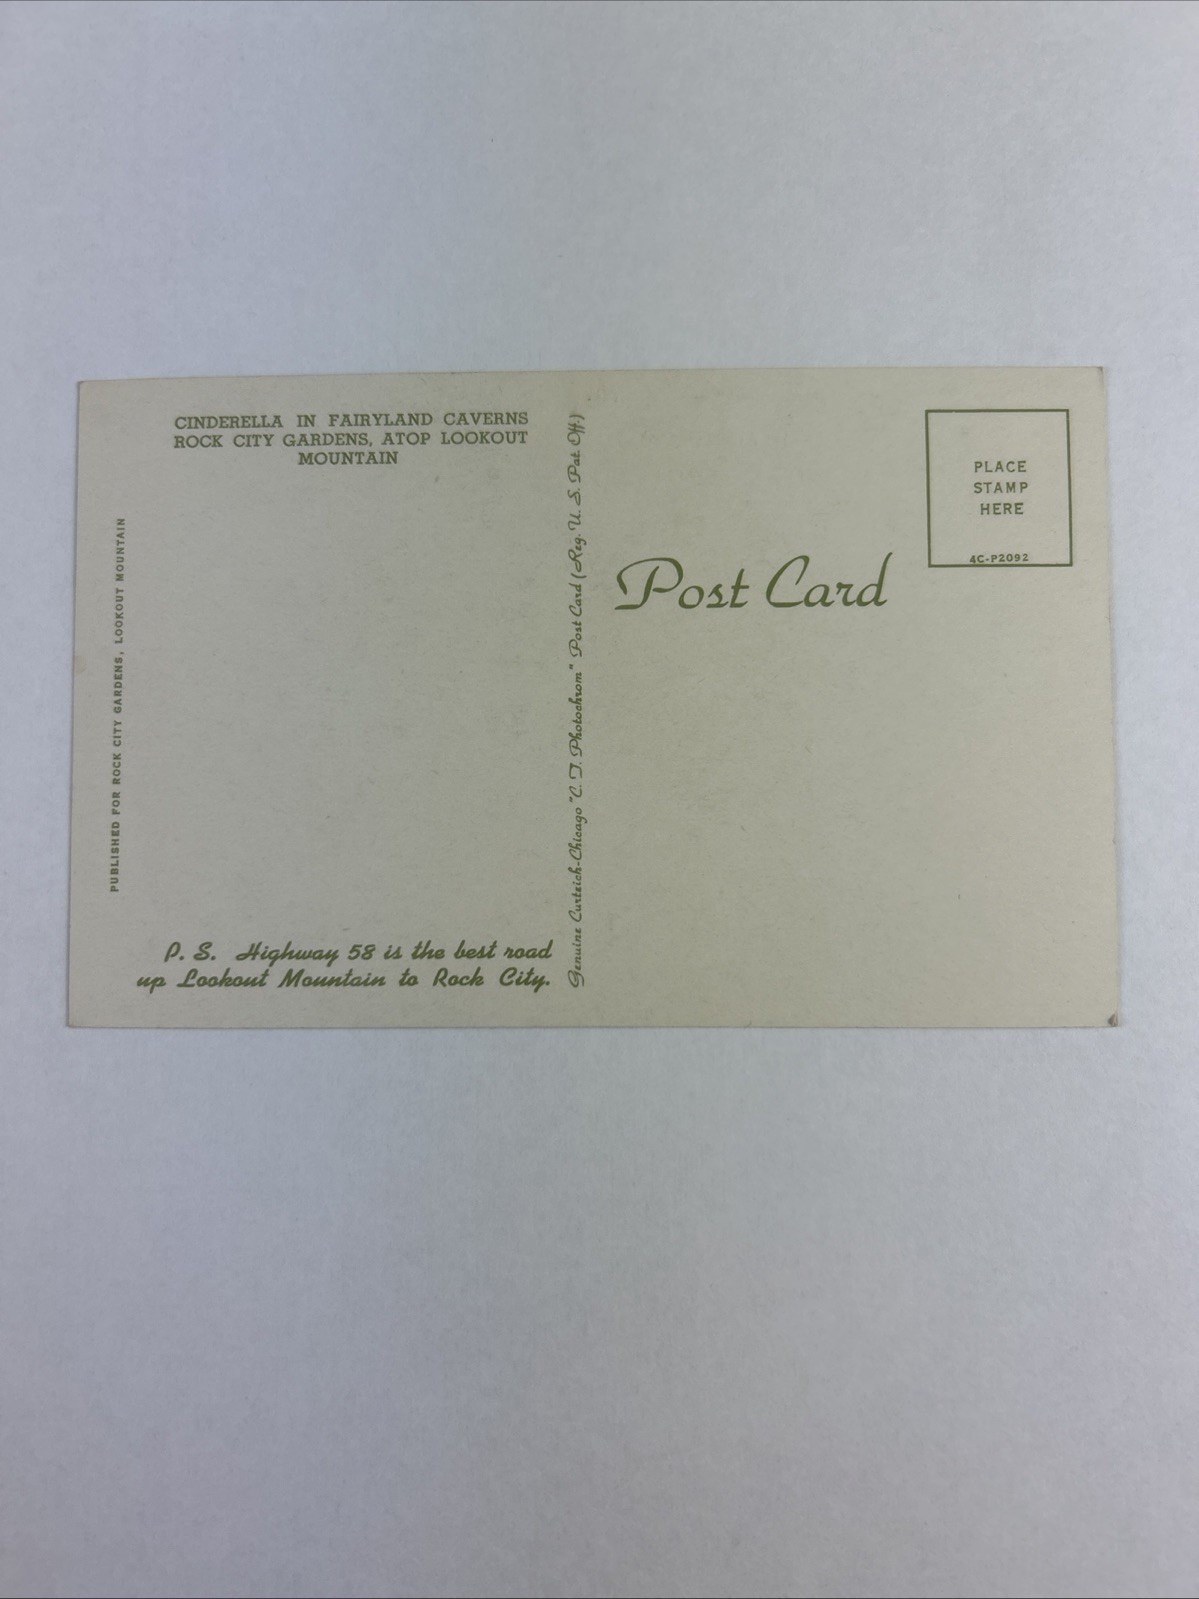 CINDERELLA IN FAIRYLAND CAVERNS
ROCK CITY GARDENS, ATOP LOOKOUT
MOUNTAIN
PUBLISHED FOR ROCK CITY GARDENS, LOOKOUT MOUNTAIN
P. S. Highway 58 is the best road
up Lookout Mountain to Rock City.
Genuine Curteich-Chicago "C. T. Photochrom" Post Card (Reg. U. S. Pat. Off.)
Post Card
PLACE
STAMP
HERE
4C-P2092